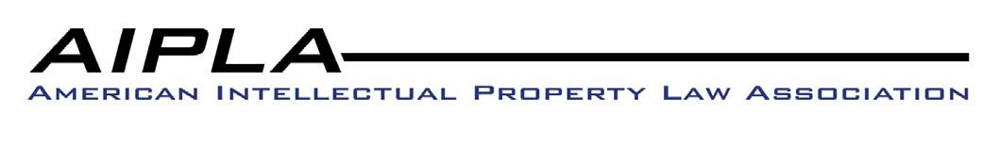 AIPLA
American Intellectual Property Law Association